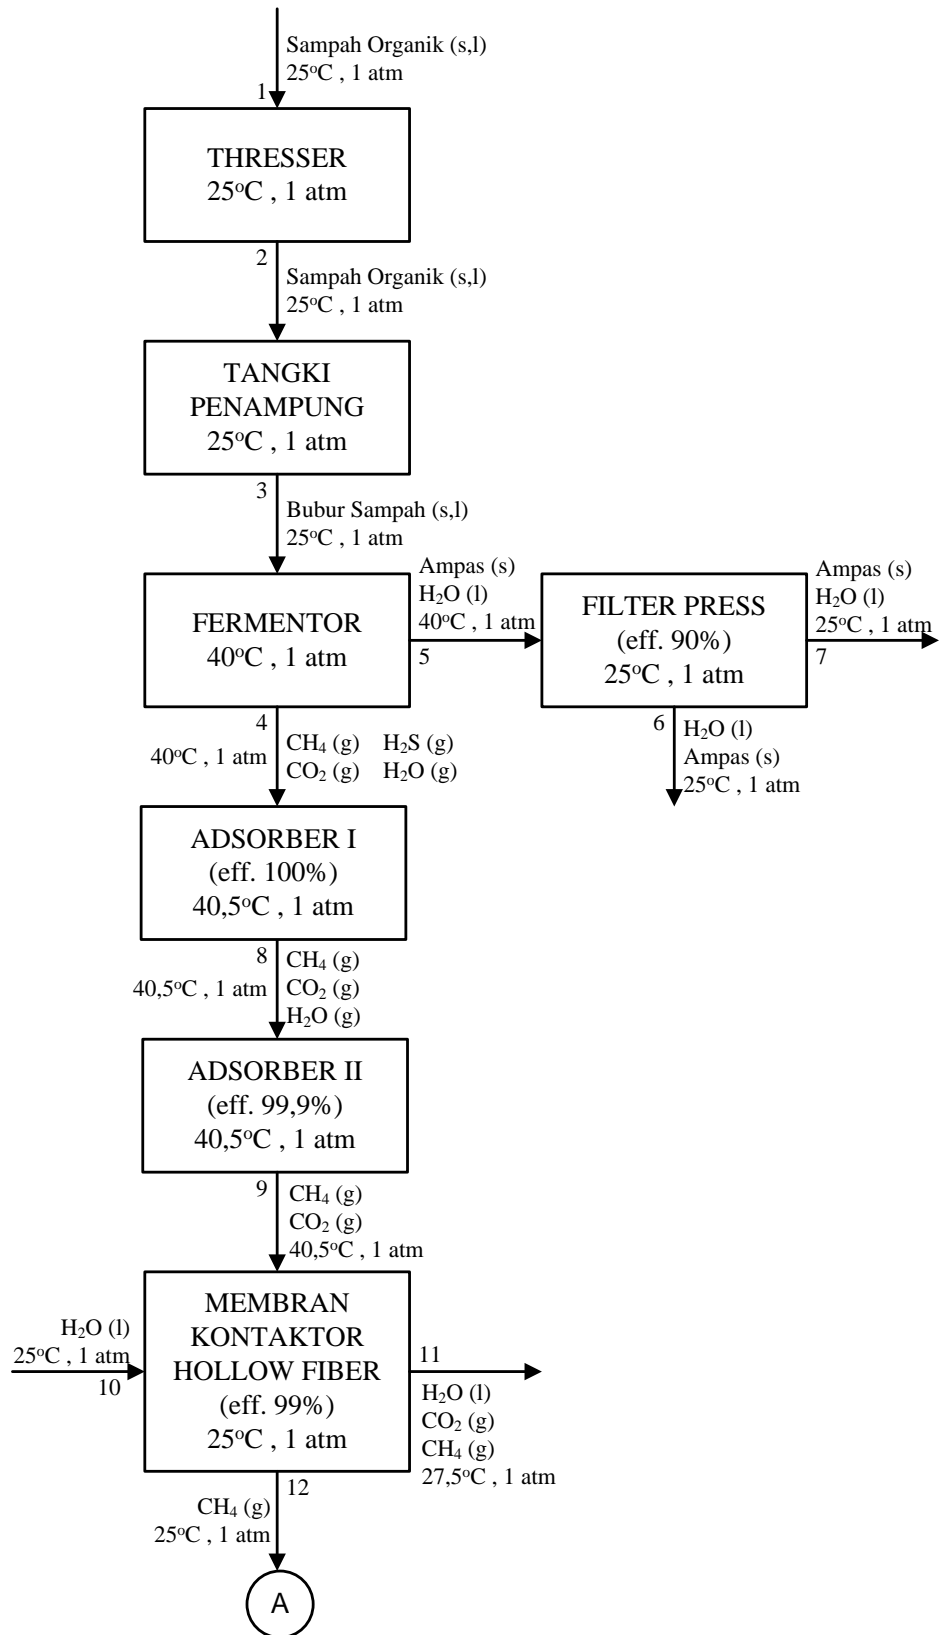 Sampah Organik (s,l)
25°C , 1 atm
1
THRESSER
25°C , 1 atm
2
Sampah Organik (s,l)
25°C , 1 atm
TANGKI
PENAMPUNG
25°C , 1 atm
3
Bubur Sampah (s,l)
25°C , 1 atm
FERMENTOR
40°C , 1 atm
Ampas (s)
H₂O (l)
40°C , 1 atm
5
FILTER PRESS
(eff. 90%)
25°C , 1 atm
Ampas (s)
H₂O (l)
25°C , 1 atm
7
6
H₂O (l)
Ampas (s)
25°C , 1 atm
4
40°C , 1 atm
CH₄ (g) H₂S (g)
CO₂ (g) H₂O (g)
ADSORBER I
(eff. 100%)
40,5°C , 1 atm
8
40,5°C , 1 atm
CH₄ (g)
CO₂ (g)
H₂O (g)
ADSORBER II
(eff. 99,9%)
40,5°C , 1 atm
9
CH₄ (g)
CO₂ (g)
40,5°C , 1 atm
H₂O (l)
25°C , 1 atm
10
MEMBRAN
KONTAKTOR
HOLLOW FIBER
(eff. 99%)
25°C , 1 atm
11
H₂O (l)
CO₂ (g)
CH₄ (g)
27,5°C , 1 atm
12
CH₄ (g)
25°C , 1 atm
A